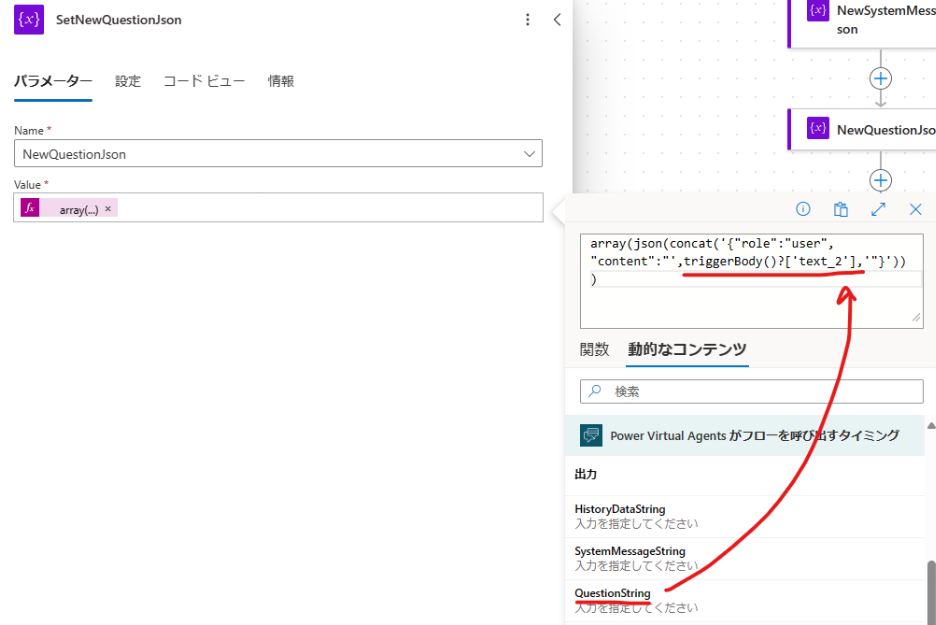 {x} SetNewQuestionJson
パラメーター 設定 コード ビュー 情報
Name *
NewQuestionJson
Value *
fx array(...) ×
{x} NewSystemMess
son
{x} NewQuestionJso
array(json(concat('{"role":"user",
"content":"',triggerBody()?['text_2'],'"}'))
)
関数 動的なコンテンツ
検索
Power Virtual Agents がフローを呼び出すタイミング
出力
HistoryDataString
入力を指定してください
SystemMessageString
入力を指定してください
QuestionString
入力を指定してください